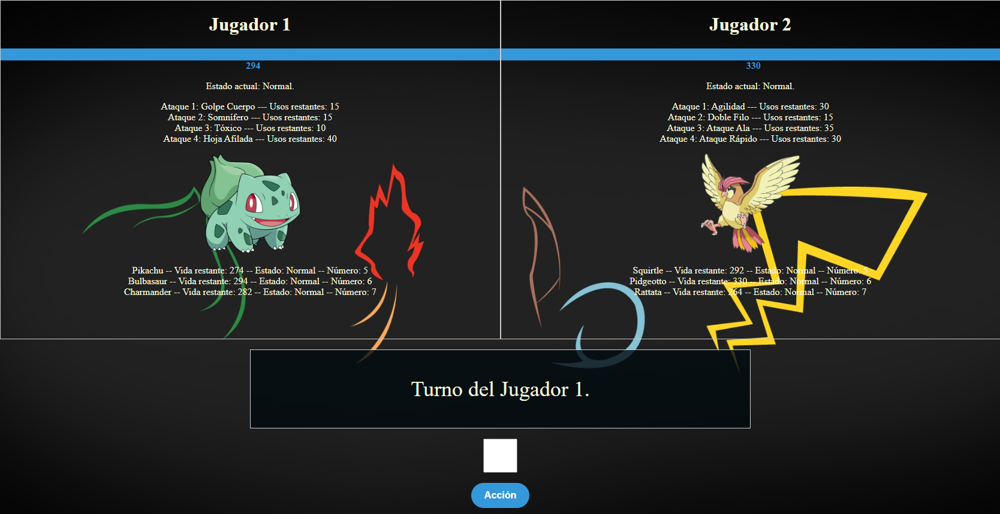 Jugador 1
294
Estado actual: Normal.
Ataque 1: Golpe Cuerpo --- Usos restantes: 15
Ataque 2: Somnífero --- Usos restantes: 15
Ataque 3: Tóxico --- Usos restantes: 10
Ataque 4: Hoja Afilada --- Usos restantes: 40
Pikachu -- Vida restante: 274 -- Estado: Normal -- Número: 5
Bulbasaur -- Vida restante: 294 -- Estado: Normal -- Número: 6
Charmander -- Vida restante: 282 -- Estado: Normal -- Número: 7
Jugador 2
330
Estado actual: Normal.
Ataque 1: Agilidad --- Usos restantes: 30
Ataque 2: Doble Filo --- Usos restantes: 15
Ataque 3: Ataque Ala --- Usos restantes: 35
Ataque 4: Ataque Rápido --- Usos restantes: 30
Squirtle -- Vida restante: 292 -- Estado: Normal -- Número: 5
Pidgeotto -- Vida restante: 330 -- Estado: Normal -- Número: 6
Rattata -- Vida restante: 264 -- Estado: Normal -- Número: 7
Turno del Jugador 1.
Acción